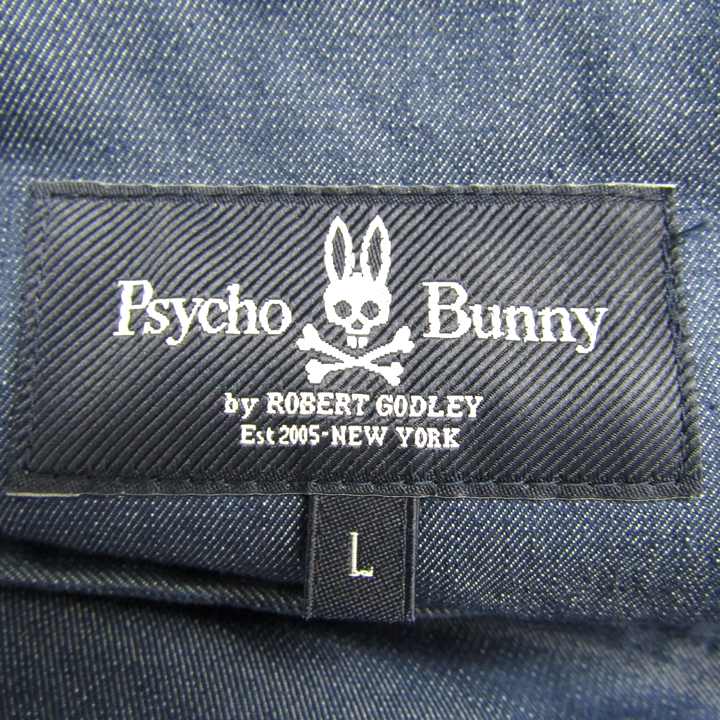 Psycho Bunny
by ROBERT GODLEY
Est 2005-NEW YORK
L